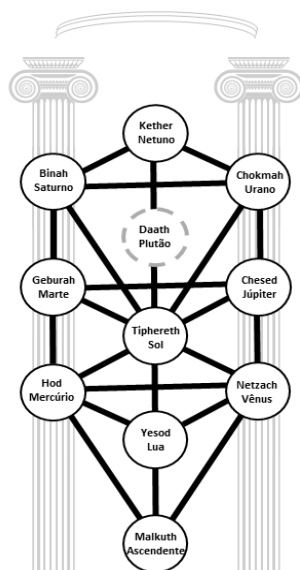 Kether
Netuno
Binah
Saturno
Chokmah
Urano
Daath
Plutão
Geburah
Marte
Chesed
Júpiter
Tiphereth
Sol
Hod
Mercúrio
Netzach
Vênus
Yesod
Lua
Malkuth
Ascendente